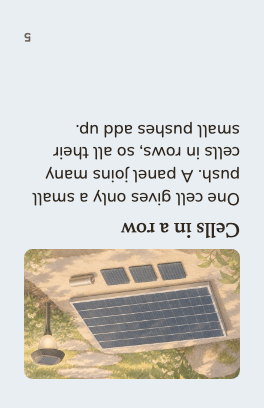 Cells in a row
One cell gives only a small
push. A panel joins many
cells in rows, so all their
small pushes add up.
5